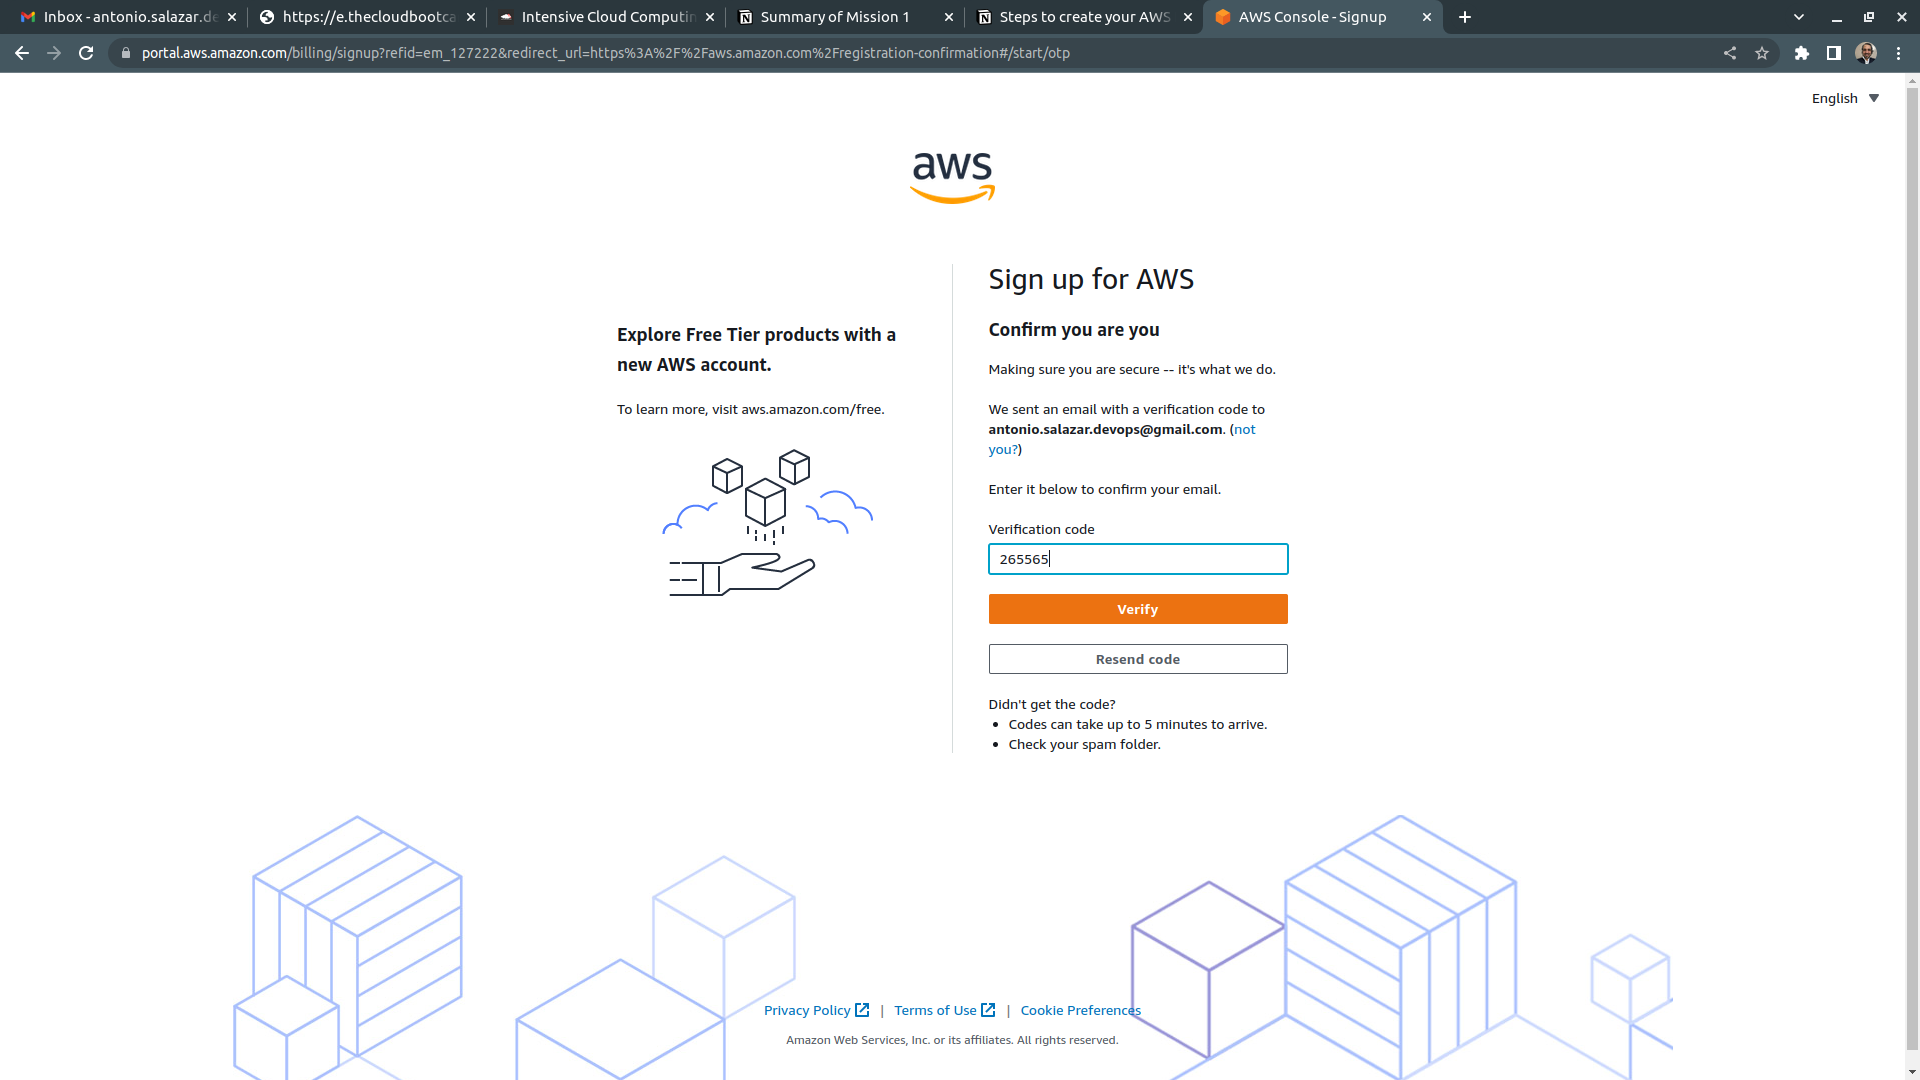 Inbox - antonio.salazar.de
https://e.thecloudbootca
Intensive Cloud Computin
Summary of Mission 1
Steps to create your AWS
AWS Console - Signup
portal.aws.amazon.com/billing/signup?refid=em_127222&redirect_url=https%3A%2F%2Faws.amazon.com%2Fregistration-confirmation#/start/otp
English
aws
Explore Free Tier products with a
new AWS account.
To learn more, visit aws.amazon.com/free.
Sign up for AWS
Confirm you are you
Making sure you are secure -- it's what we do.
We sent an email with a verification code to
antonio.salazar.devops@gmail.com. (not
you?)
Enter it below to confirm your email.
Verification code
265565
Verify
Resend code
Didn't get the code?
• Codes can take up to 5 minutes to arrive.
• Check your spam folder.
Privacy Policy | Terms of Use | Cookie Preferences
Amazon Web Services, Inc. or its affiliates. All rights reserved.